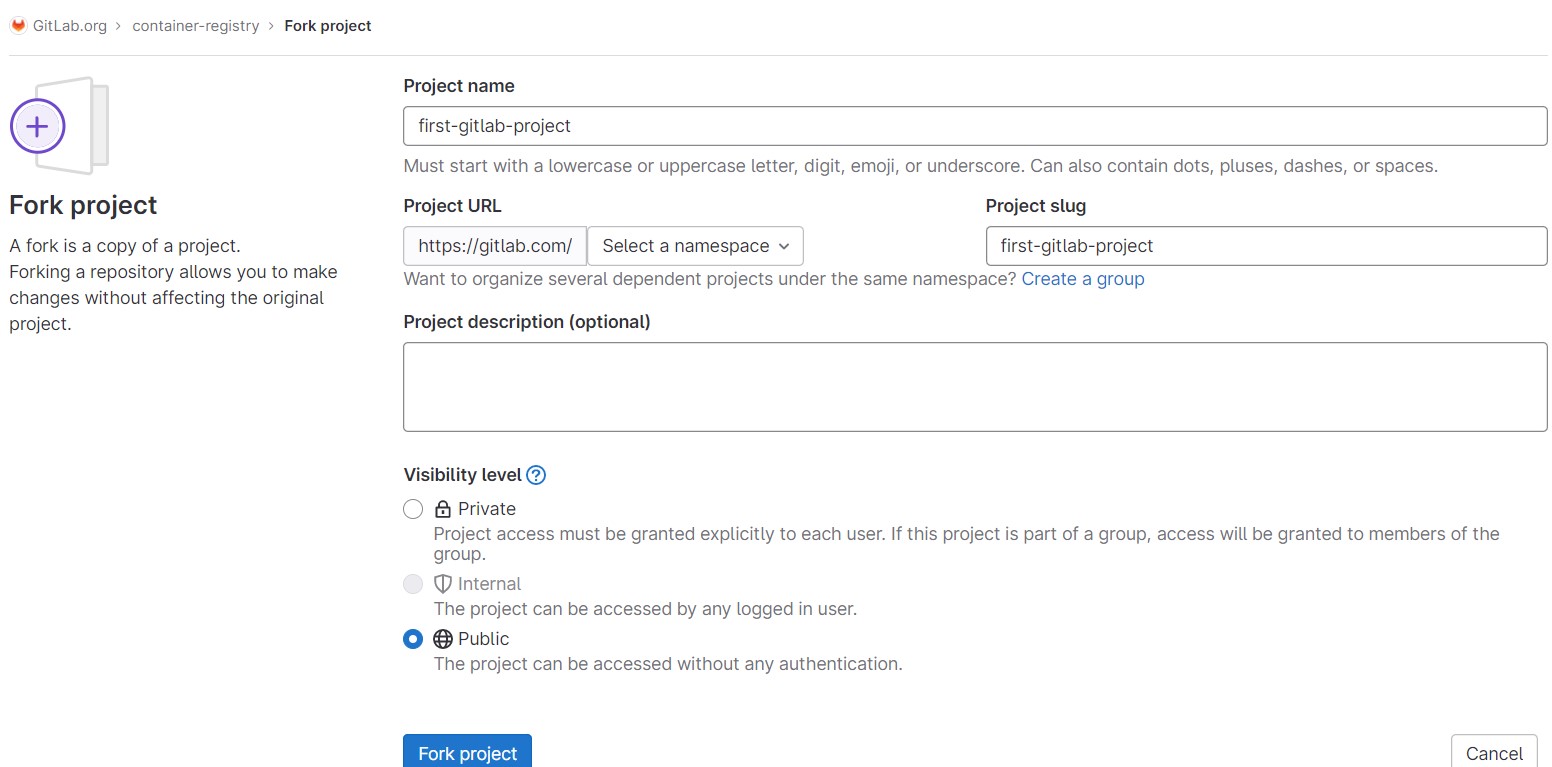 GitLab.org > container-registry > Fork project
Fork project
A fork is a copy of a project.
Forking a repository allows you to make
changes without affecting the original
project.
Project name
first-gitlab-project
Must start with a lowercase or uppercase letter, digit, emoji, or underscore. Can also contain dots, pluses, dashes, or spaces.
Project URL
https://gitlab.com/ Select a namespace
Project slug
first-gitlab-project
Want to organize several dependent projects under the same namespace? Create a group
Project description (optional)
Visibility level ?
Private
Project access must be granted explicitly to each user. If this project is part of a group, access will be granted to members of the
group.
Internal
The project can be accessed by any logged in user.
Public
The project can be accessed without any authentication.
Fork project
Cancel